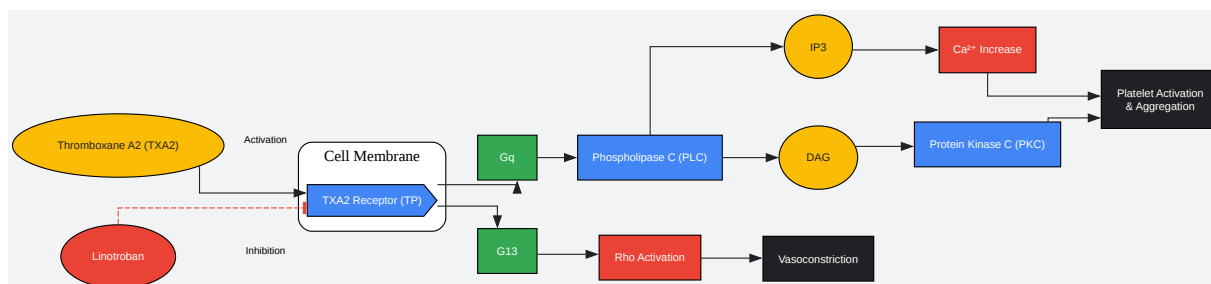 IP3
Ca²⁺ Increase
Platelet Activation
& Aggregation
Thromboxane A2 (TXA2)
Activation
Cell Membrane
Gq
Phospholipase C (PLC)
DAG
Protein Kinase C (PKC)
TXA2 Receptor (TP)
Linotroban
Inhibition
G13
Rho Activation
Vasoconstriction